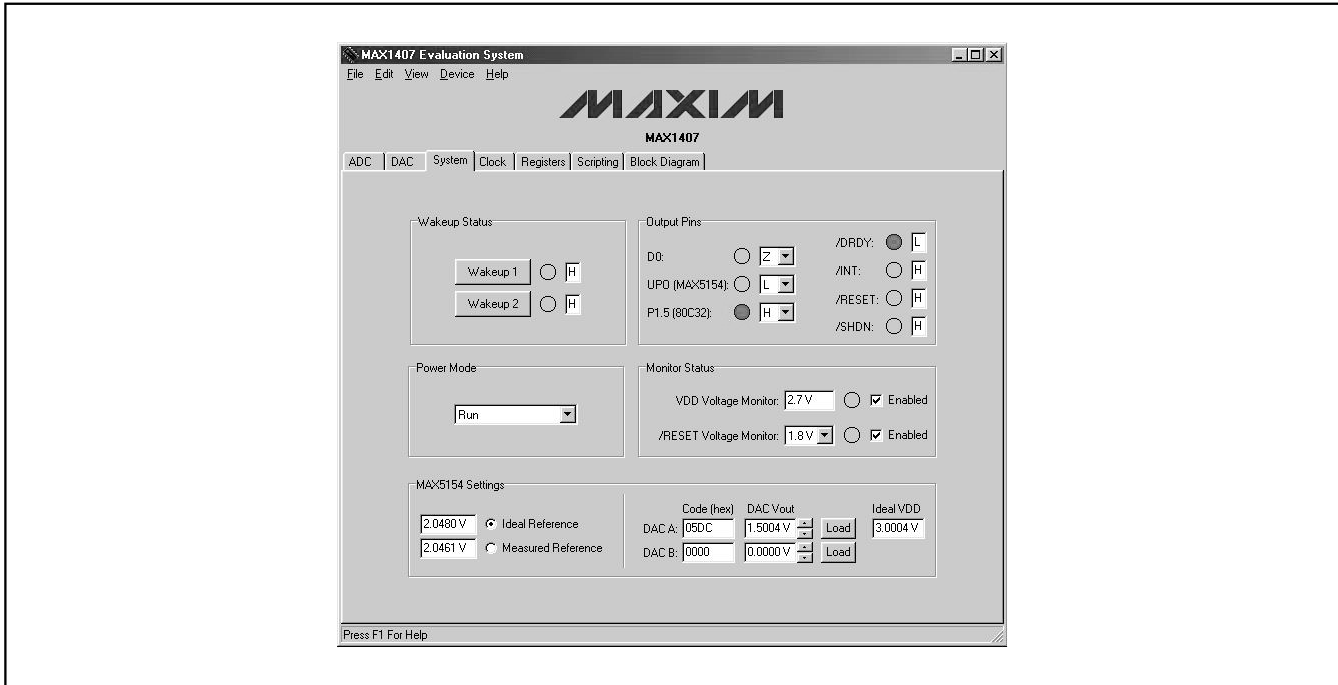 MAX1407 Evaluation System
File Edit View Device Help
MAXIM
MAX1407
ADC DAC System Clock Registers Scripting Block Diagram
Wakeup Status
Wakeup 1 H
Wakeup 2 H
Output Pins
D0: Z
UPO (MAX5154): L
P1.5 (80C32): H
/DRDY: L
/INT: H
/RESET: H
/SHDN: H
Power Mode
Run
Monitor Status
VDD Voltage Monitor: 2.7 V Enabled
/RESET Voltage Monitor: 1.8 V Enabled
MAX5154 Settings
2.0480 V Ideal Reference
2.0461 V Measured Reference
Code (hex) DAC Vout Ideal VDD
DAC A: 05DC 1.5004 V Load 3.0004 V
DAC B: 0000 0.0000 V Load
Press F1 For Help